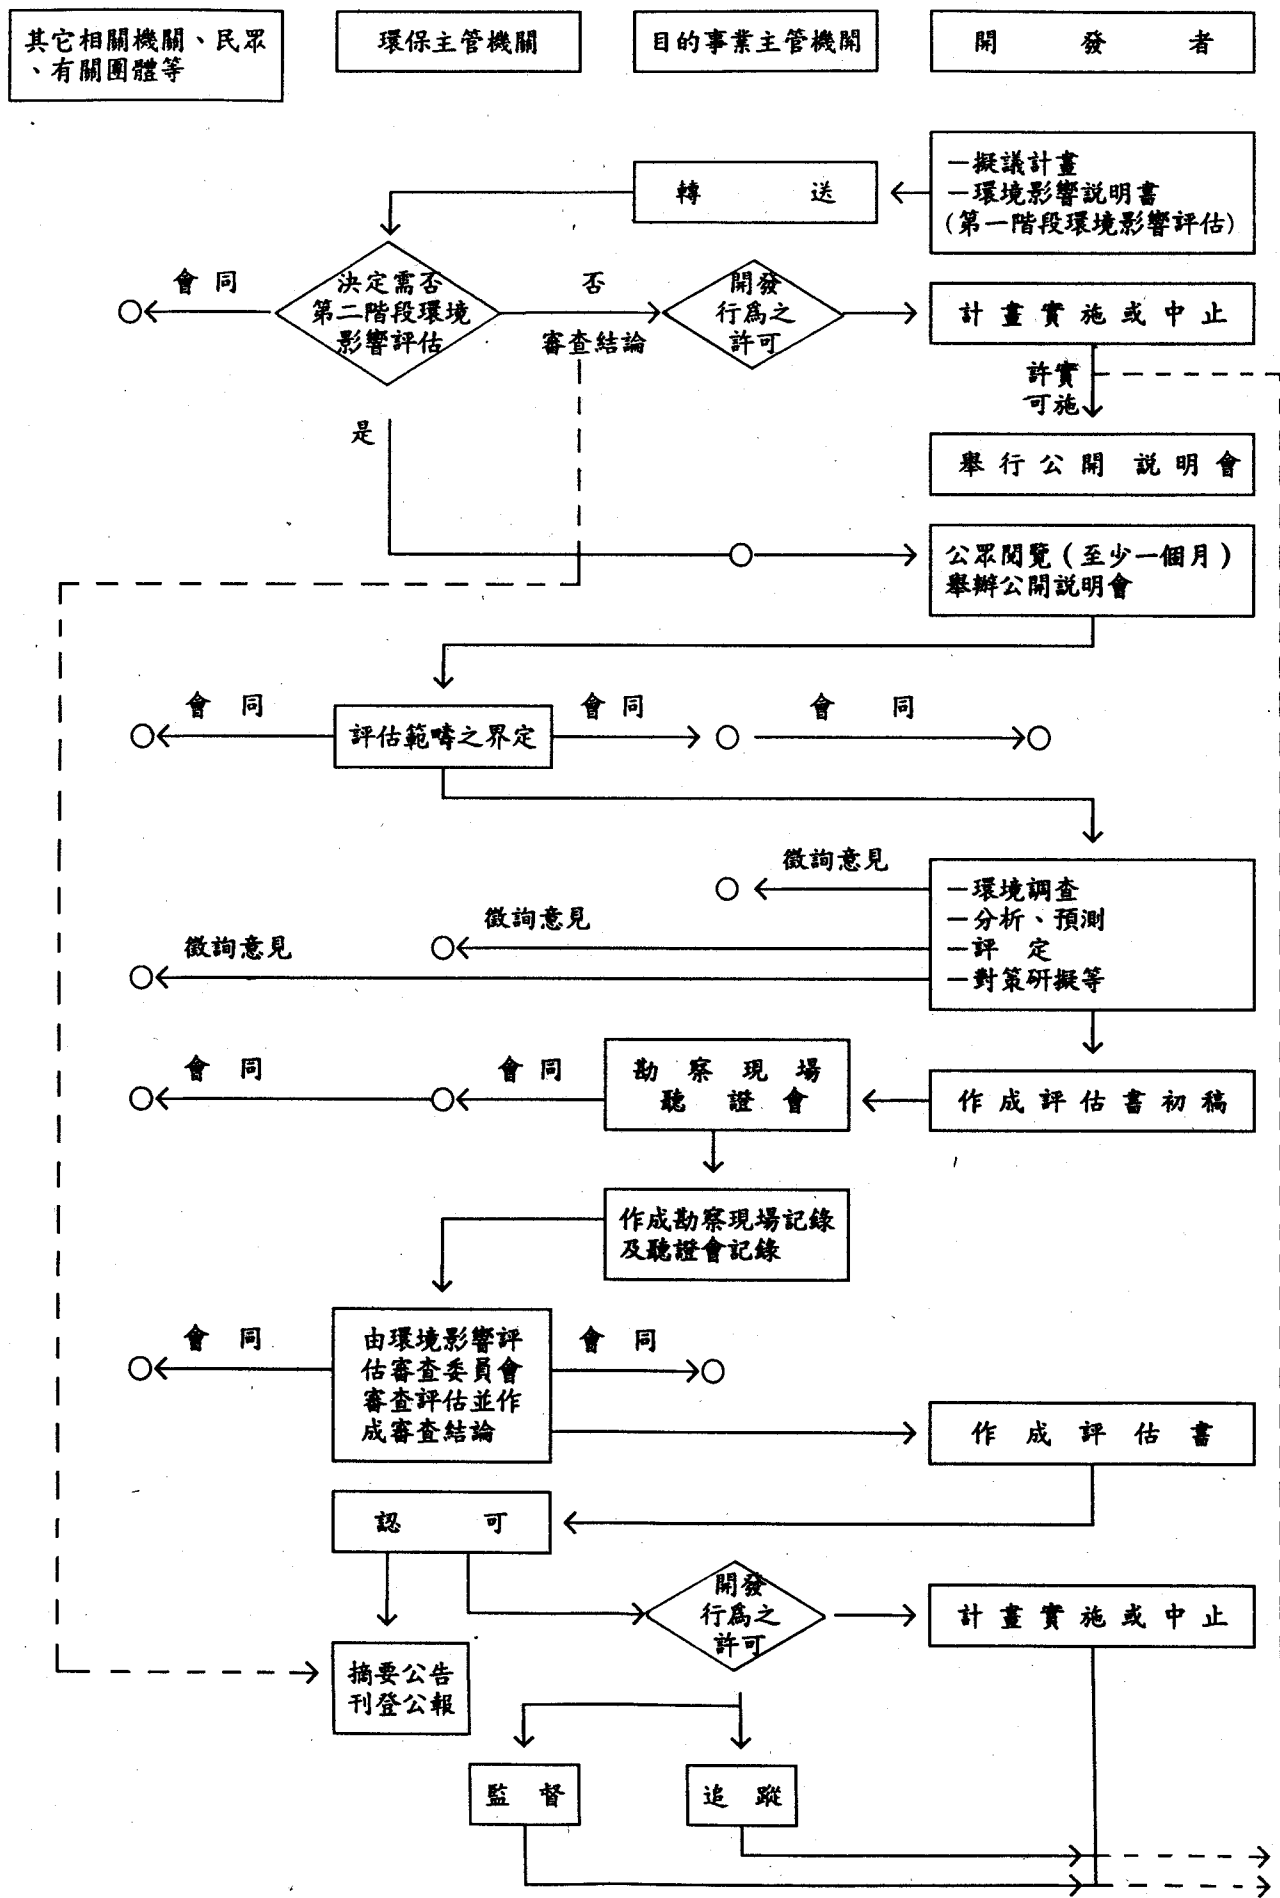 其它相關機關、民眾
、有關團體等
環保主管機關
目的事業主管機開
開發者
轉送
—擬議計畫
—環境影響說明書
(第一階段環境影響評估)
會同
決定需否
第二階段環境
影響評估
否
審查結論
開發
行為之
許可
計畫實施或中止
許實
可施
是
舉行公開說明會
公眾閱覽(至少一個月)
舉辦公開說明會
會同
評估範疇之界定
會同
會同
徵詢意見
徵詢意見
徵詢意見
—環境調查
—分析、預測
—評定
—對策研擬等
會同
會同
勘察現場
聽證會
作成評估書初稿
作成勘察現場記錄
及聽證會記錄
會同
由環境影響評
估審查委員會
審查評估並作
成審查結論
會同
作成評估書
認可
開發
行為之
許可
計畫實施或中止
摘要公告
刊登公報
監督
追蹤